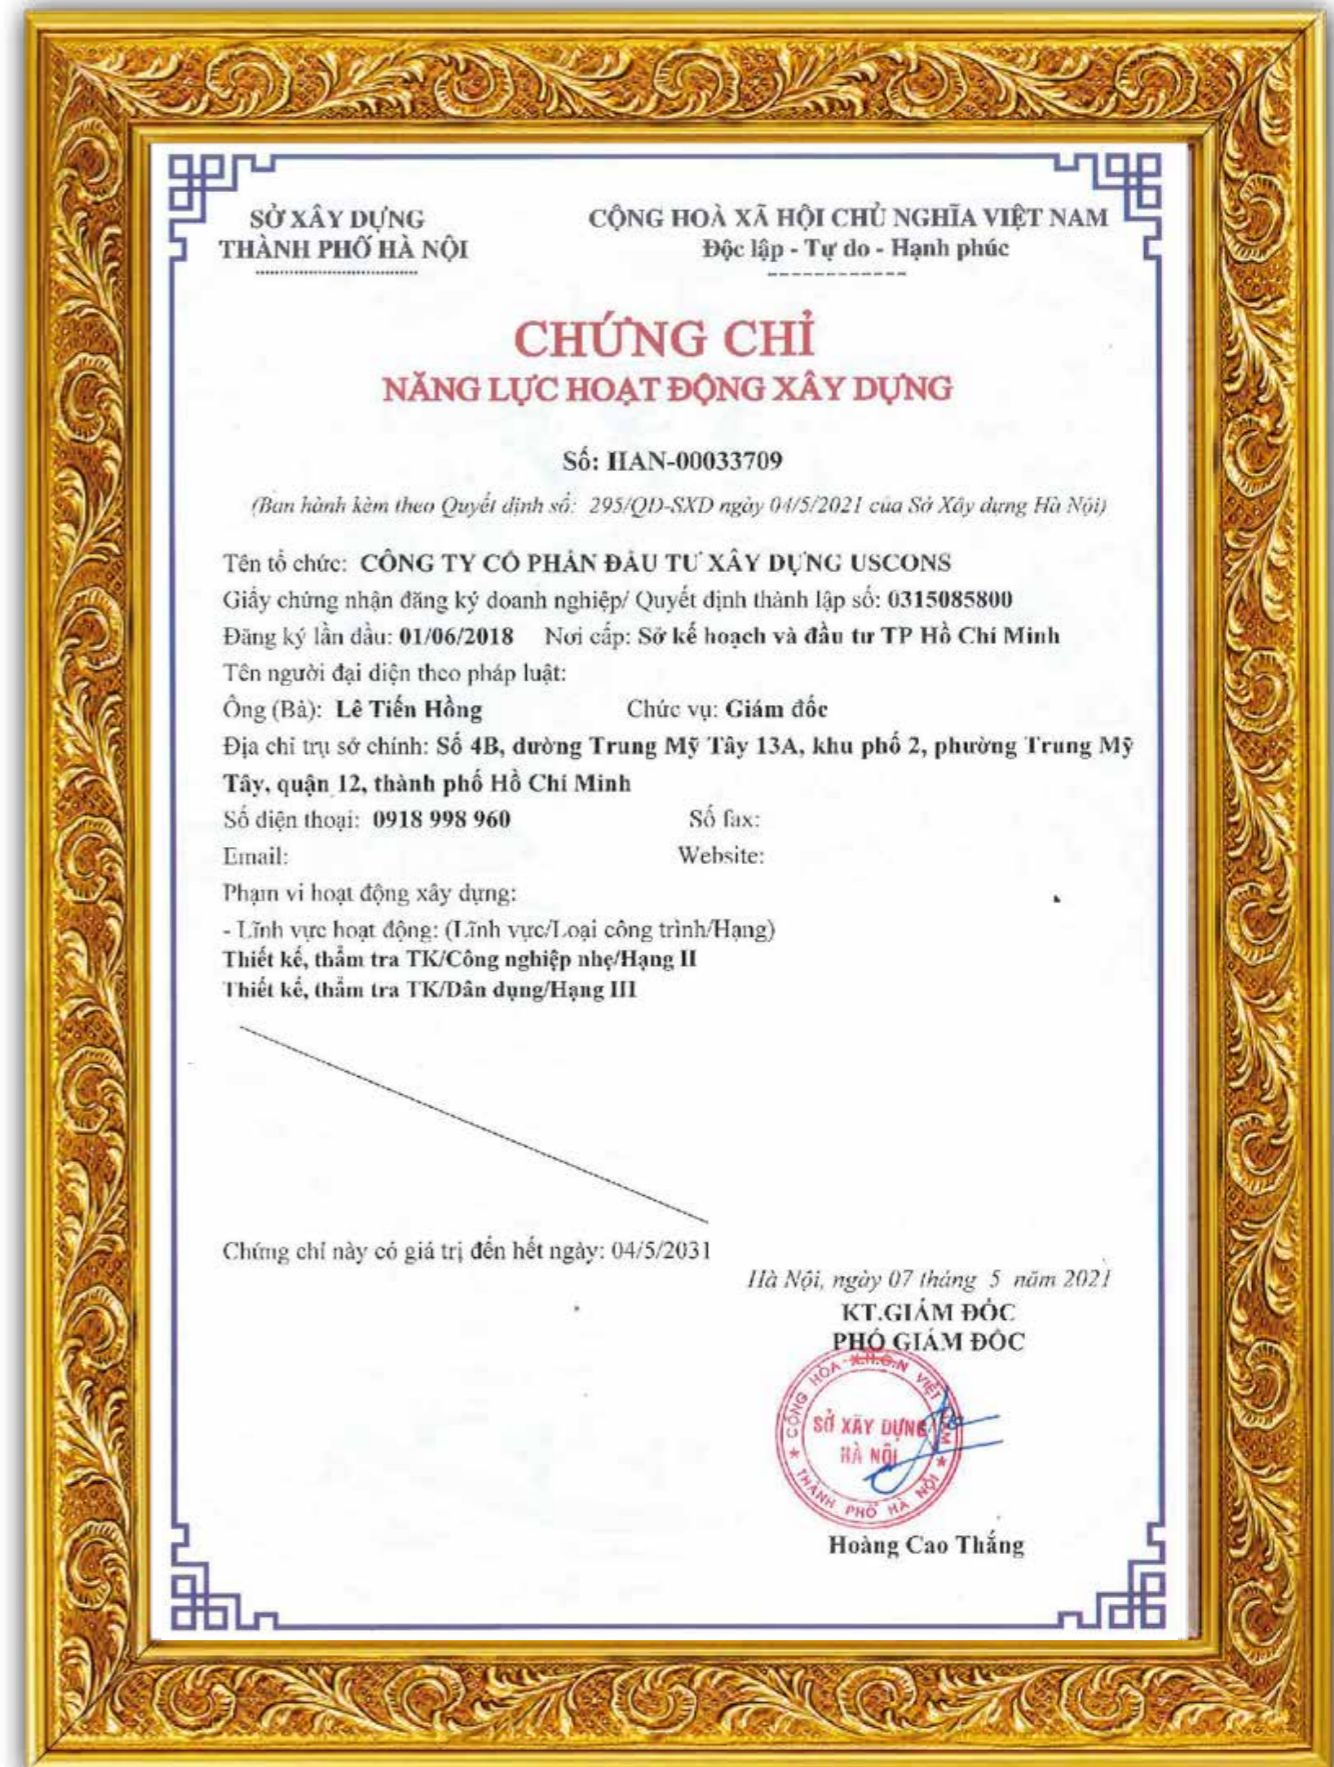 SỞ XÂY DỰNG
THÀNH PHỐ HÀ NỘI
CỘNG HOÀ XÃ HỘI CHỦ NGHĨA VIỆT NAM
Độc lập - Tự do - Hạnh phúc
CHỨNG CHỈ
NĂNG LỰC HOẠT ĐỘNG XÂY DỰNG
Số: HAN-00033709
(Ban hành kèm theo Quyết định số: 295/QD-SXD ngày 04/5/2021 của Sở Xây dựng Hà Nội)
Tên tổ chức: CÔNG TY CỔ PHẦN ĐẦU TƯ XÂY DỰNG USCONS
Giấy chứng nhận đăng ký doanh nghiệp/ Quyết định thành lập số: 0315085800
Đăng ký lần đầu: 01/06/2018 Nơi cấp: Sở kế hoạch và đầu tư TP Hồ Chí Minh
Tên người đại diện theo pháp luật:
Ông (Bà): Lê Tiến Hồng Chức vụ: Giám đốc
Địa chỉ trụ sở chính: Số 4B, đường Trung Mỹ Tây 13A, khu phố 2, phường Trung Mỹ
Tây, quận 12, thành phố Hồ Chí Minh
Số điện thoại: 0918 998 960 Số fax:
Email: Website:
Phạm vi hoạt động xây dựng:
- Lĩnh vực hoạt động: (Lĩnh vực/Loại công trình/Hạng)
Thiết kế, thẩm tra TK/Công nghiệp nhẹ/Hạng II
Thiết kế, thẩm tra TK/Dân dụng/Hạng III
Chứng chỉ này có giá trị đến hết ngày: 04/5/2031
Hà Nội, ngày 07 tháng 5 năm 2021
KT.GIÁM ĐỐC
PHÓ GIÁM ĐỐC
CỘNG HÒA X.H.C.N VIỆT NAM
SỞ XÂY DỰNG
HÀ NỘI
★ THÀNH PHỐ HÀ NỘI ★
Hoàng Cao Thắng